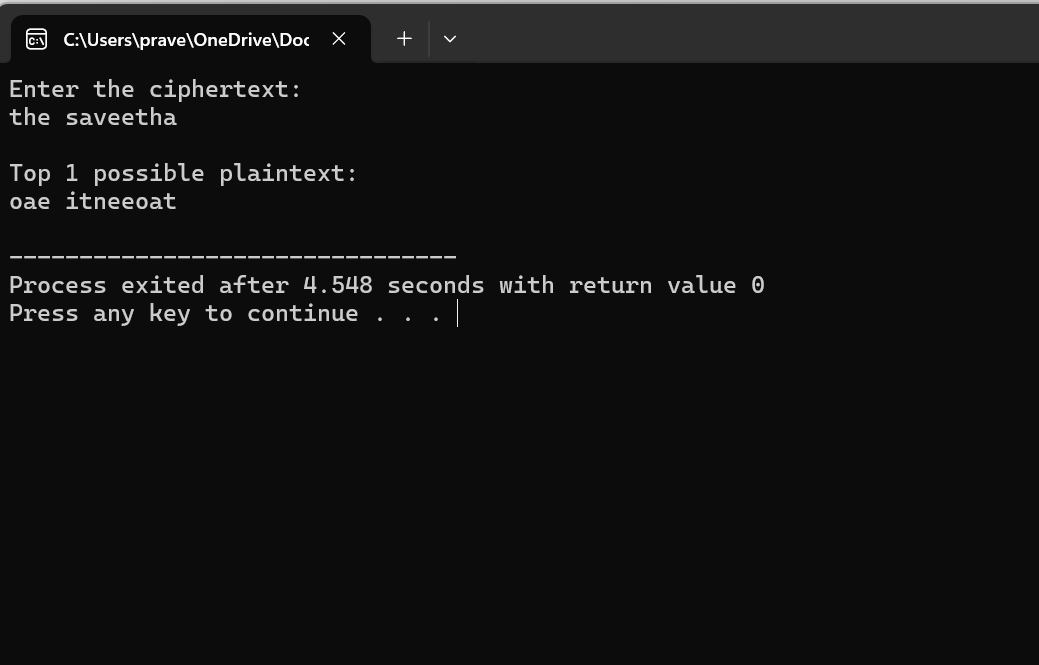 C:\Users\prave\OneDrive\Doc
Enter the ciphertext:
the saveetha
Top 1 possible plaintext:
oae itneeoat
--------------------------------
Process exited after 4.548 seconds with return value 0
Press any key to continue . . .